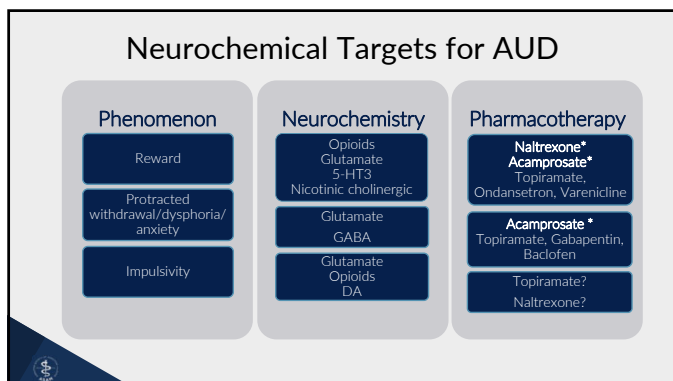 Neurochemical Targets for AUD
Phenomenon
Reward
Protracted
withdrawal/dysphoria/
anxiety
Impulsivity
Neurochemistry
Opioids
Glutamate
5-HT3
Nicotinic cholinergic
Glutamate
GABA
Glutamate
Opioids
DA
Pharmacotherapy
Naltrexone*
Acamprosate*
Topiramate,
Ondansetron, Varenicline
Acamprosate *
Topiramate, Gabapentin,
Baclofen
Topiramate?
Naltrexone?